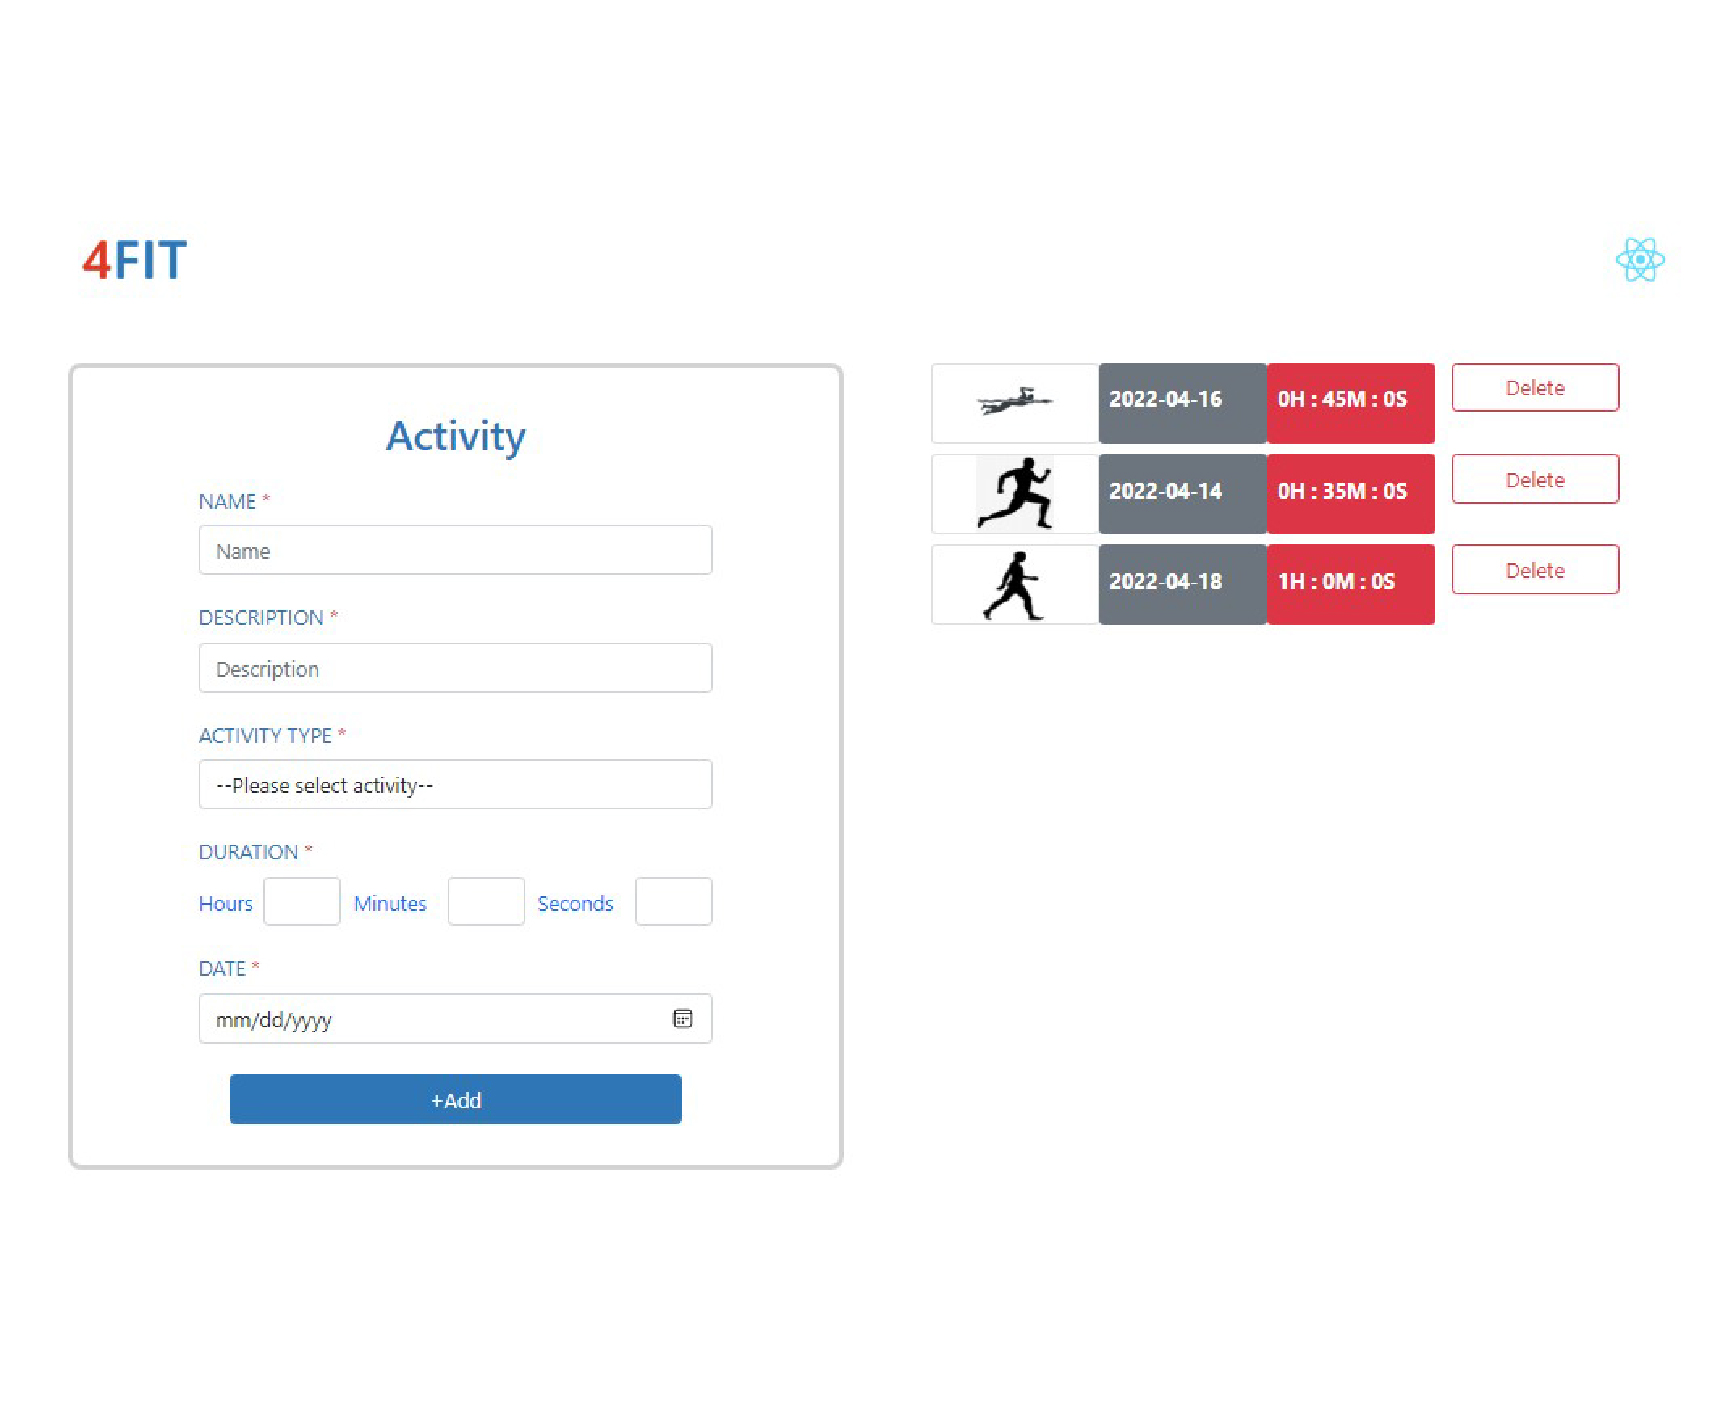 4FIT
Activity
NAME *
Name
DESCRIPTION *
Description
ACTIVITY TYPE *
--Please select activity--
DURATION *
Hours Minutes Seconds
DATE *
mm/dd/yyyy
+Add
2022-04-16 0H : 45M : 0S Delete
2022-04-14 0H : 35M : 0S Delete
2022-04-18 1H : 0M : 0S Delete